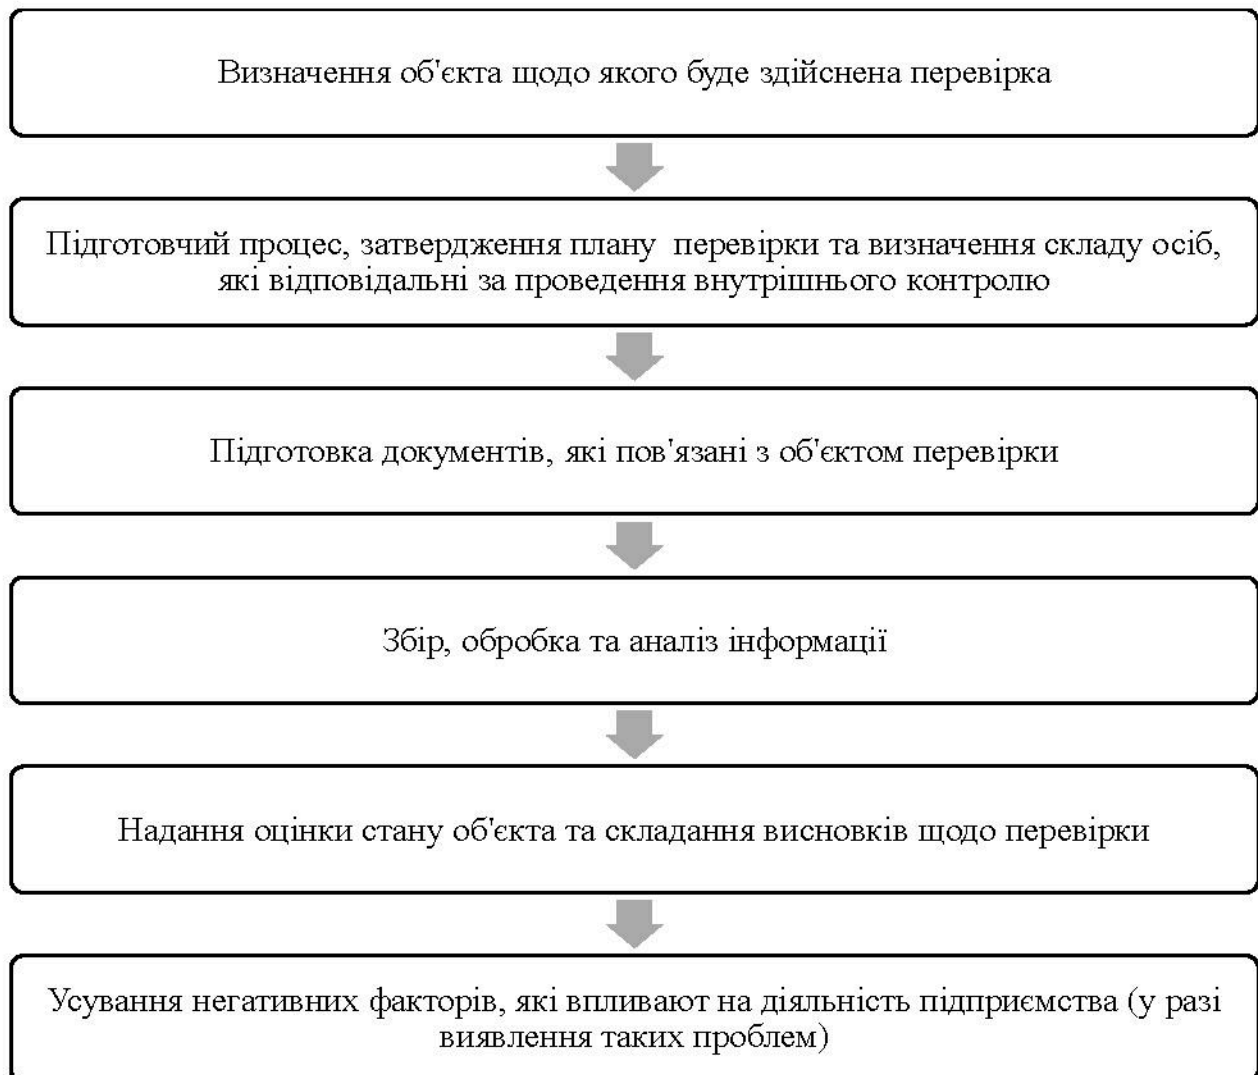 Визначення об'єкта щодо якого буде здійснена перевірка
Підготовчий процес, затвердження плану перевірки та визначення складу осіб,
які відповідальні за проведення внутрішнього контролю
Підготовка документів, які пов'язані з об'єктом перевірки
Збір, обробка та аналіз інформації
Надання оцінки стану об'єкта та складання висновків щодо перевірки
Усування негативних факторів, які впливают на діяльність підприємства (у разі
виявлення таких проблем)